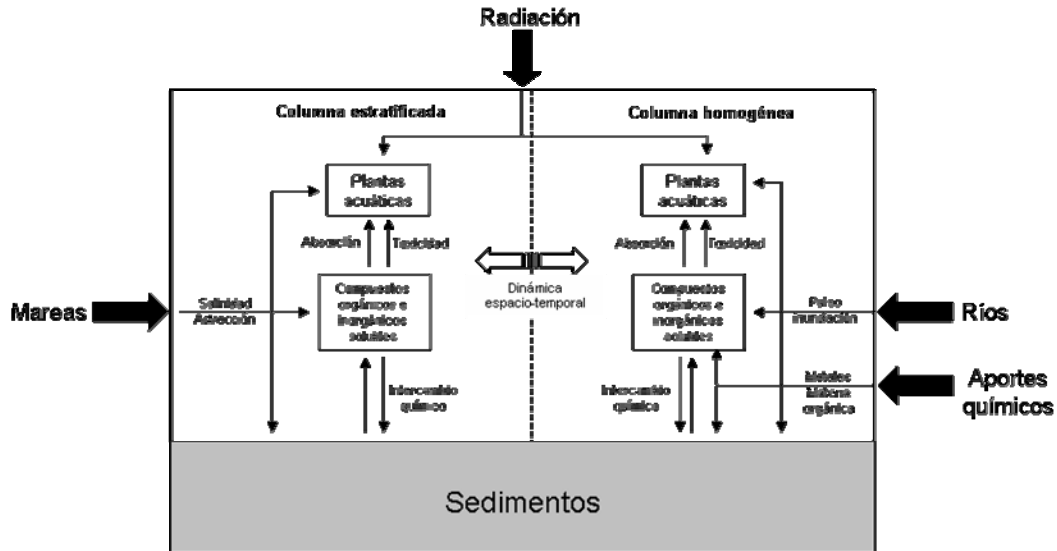 Radiación
Columna estratificada
Columna homogénea
Plantas
acuáticas
Plantas
acuáticas
Absorción
Toxicidad
Absorción
Toxicidad
Dinámica
espacio-temporal
Mareas
Salinidad
Compuestos
orgánicos e
inorgánicos
solubles
Compuestos
orgánicos e
inorgánicos
solubles
inundación
Ríos
Metales
Materia
orgánica
Aportes
químicos
Intercambio
químico
Intercambio
químico
Sedimentos